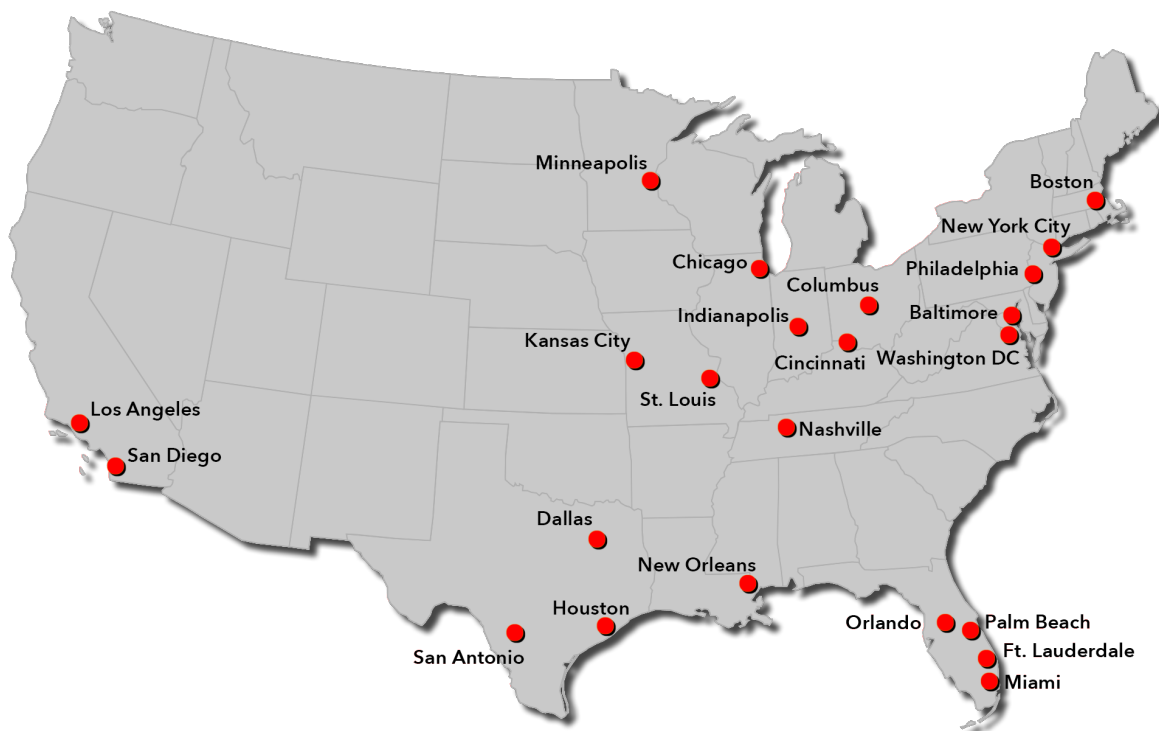 Minneapolis
Boston
New York City
Chicago
Philadelphia
Columbus
Indianapolis
Baltimore
Kansas City
Cincinnati
Washington DC
St. Louis
Los Angeles
Nashville
San Diego
Dallas
New Orleans
Houston
Orlando
Palm Beach
Ft. Lauderdale
San Antonio
Miami